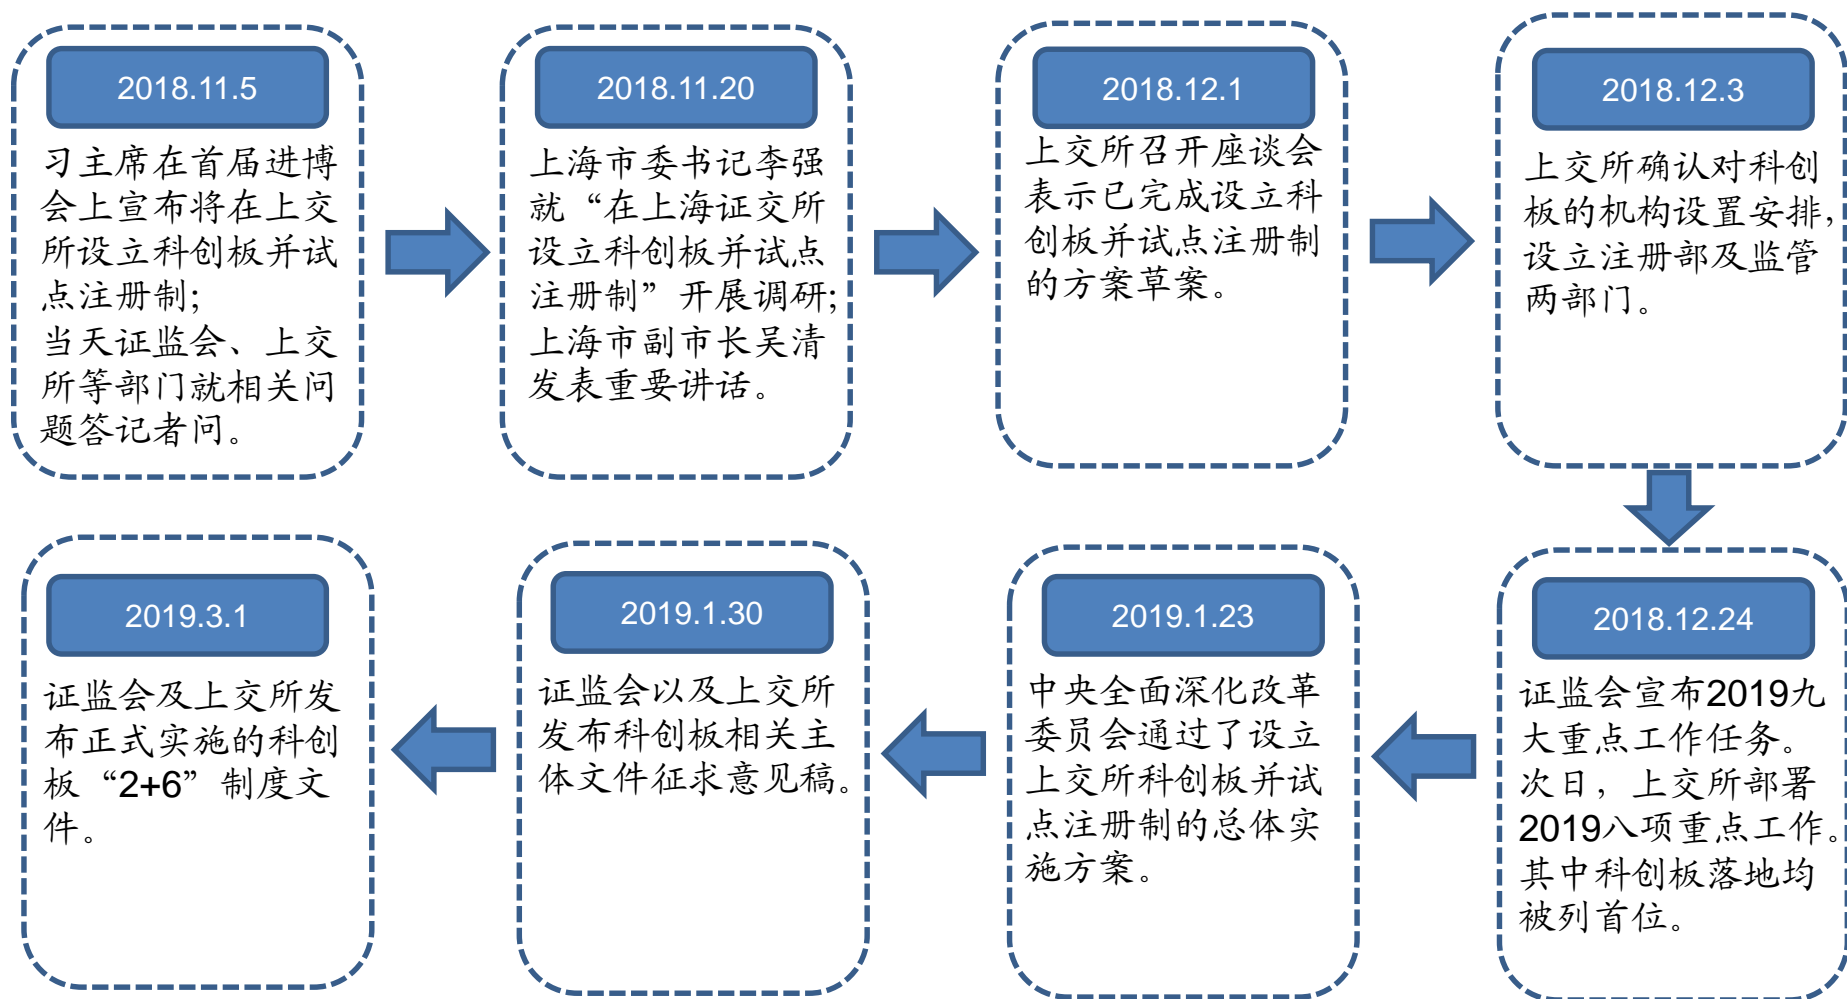 2018.11.5
习主席在首届进博
会上宣布将在上交
所设立科创板并试
点注册制;
当天证监会、上交
所等部门就相关问
题答记者问。
2018.11.20
上海市委书记李强
就“在上海证交所
设立科创板并试点
注册制”开展调研;
上海市副市长吴清
发表重要讲话。
2018.12.1
上交所召开座谈会
表示已完成设立科
创板并试点注册制
的方案草案。
2018.12.3
上交所确认对科创
板的机构设置安排,
设立注册部及监管
两部门。
2018.12.24
证监会宣布2019九
大重点工作任务。
次日，上交所部署
2019八项重点工作。
其中科创板落地均
被列首位。
2019.1.23
中央全面深化改革
委员会通过了设立
上交所科创板并试
点注册制的总体实
施方案。
2019.1.30
证监会以及上交所
发布科创板相关主
体文件征求意见稿。
2019.3.1
证监会及上交所发
布正式实施的科创
板“2+6”制度文
件。